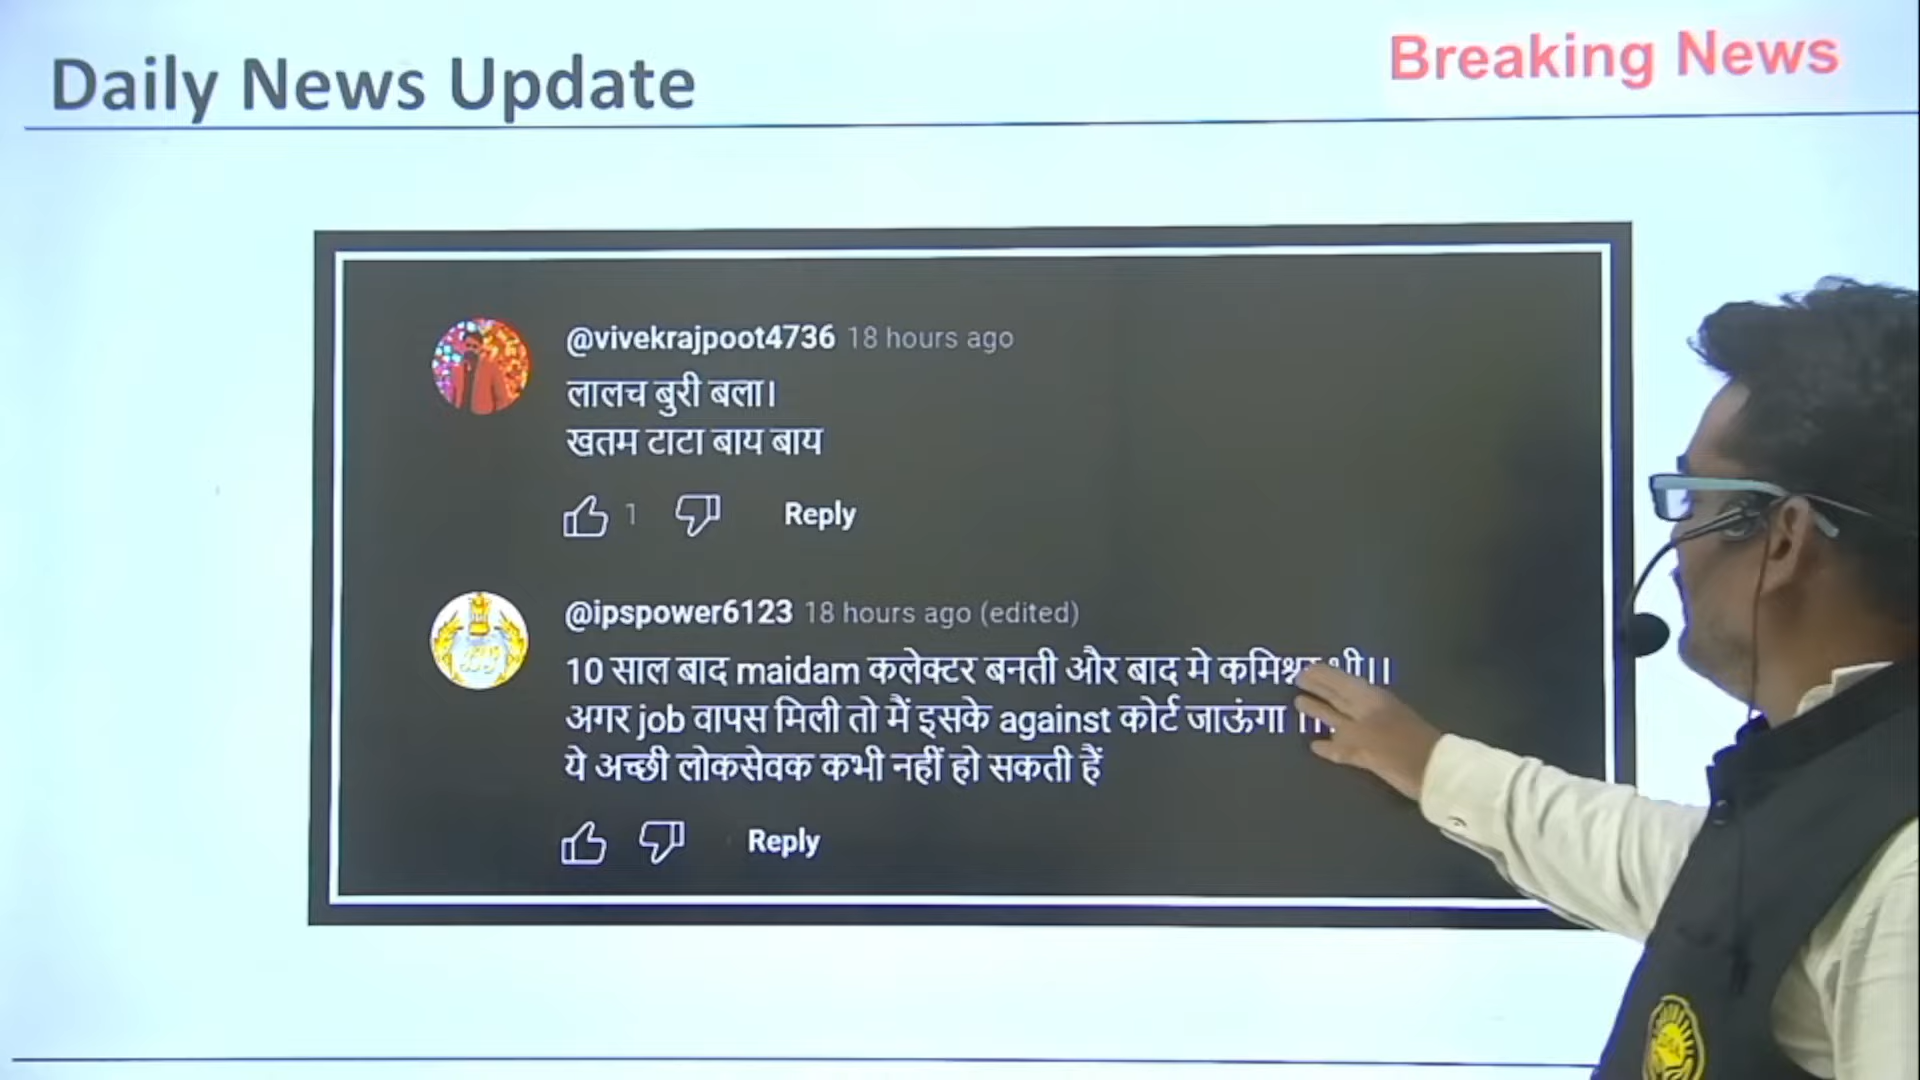 Daily News Update
Breaking News
@vivekrajpoot4736 18 hours ago
लालच बुरी बला।
खतम टाटा बाय बाय
1 Reply
@ipspower6123 18 hours ago (edited)
10 साल बाद maidam कलेक्टर बनती और बाद मे भी।।
अगर job वापस मिली तो मैं इसके against कोर्ट जाऊंगा
ये अच्छी लोकसेवक कभी नहीं हो सकती हैं
Reply